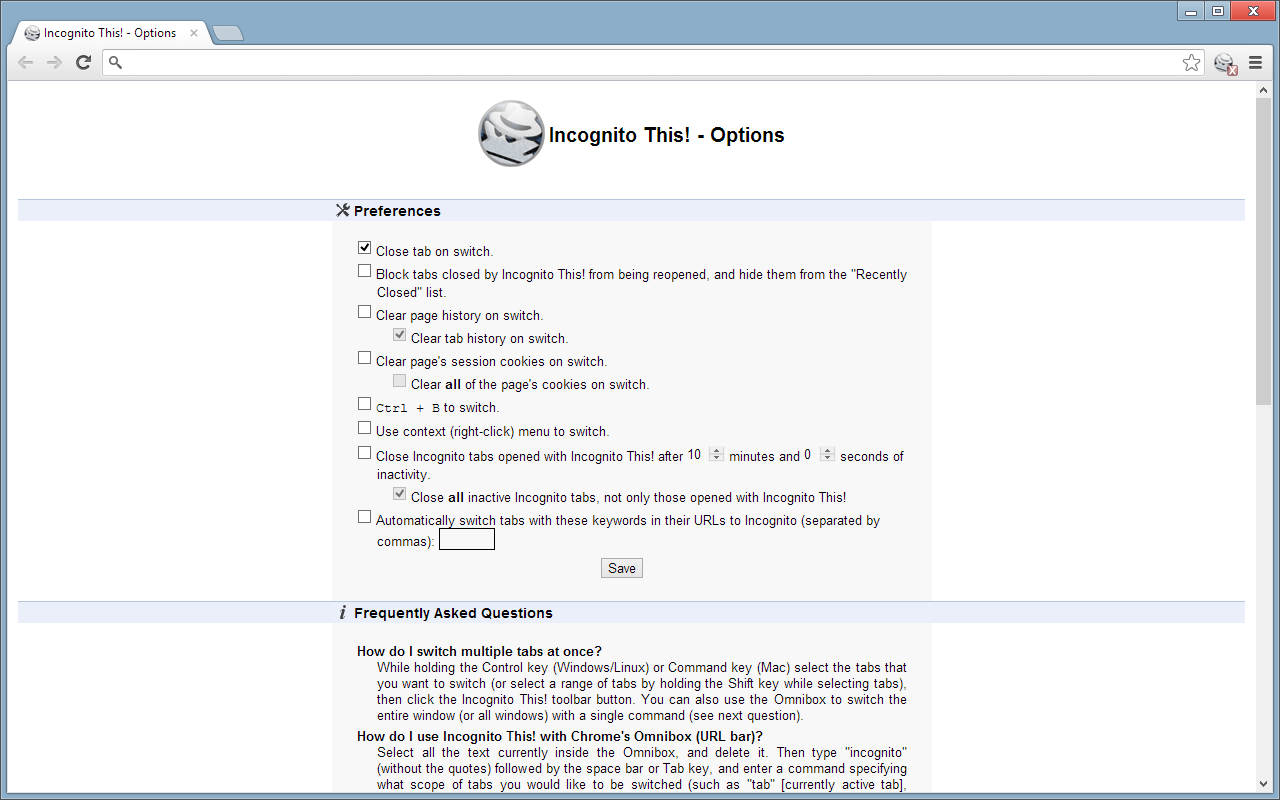 Incognito This! - Options
Incognito This! - Options
Preferences
Close tab on switch.
Block tabs closed by Incognito This! from being reopened, and hide them from the "Recently
Closed" list.
Clear page history on switch.
Clear tab history on switch.
Clear page's session cookies on switch.
Clear all of the page's cookies on switch.
Ctrl + B to switch.
Use context (right-click) menu to switch.
Close Incognito tabs opened with Incognito This! after 10 minutes and 0 seconds of
inactivity.
Close all inactive Incognito tabs, not only those opened with Incognito This!
Automatically switch tabs with these keywords in their URLs to Incognito (separated by
commas):
Save
Frequently Asked Questions
How do I switch multiple tabs at once?
While holding the Control key (Windows/Linux) or Command key (Mac) select the tabs that
you want to switch (or select a range of tabs by holding the Shift key while selecting tabs),
then click the Incognito This! toolbar button. You can also use the Omnibox to switch the
entire window (or all windows) with a single command (see next question).
How do I use Incognito This! with Chrome's Omnibox (URL bar)?
Select all the text currently inside the Omnibox, and delete it. Then type "incognito"
(without the quotes) followed by the space bar or Tab key, and enter a command specifying
what scope of tabs you would like to be switched (such as "tab" [currently active tab],